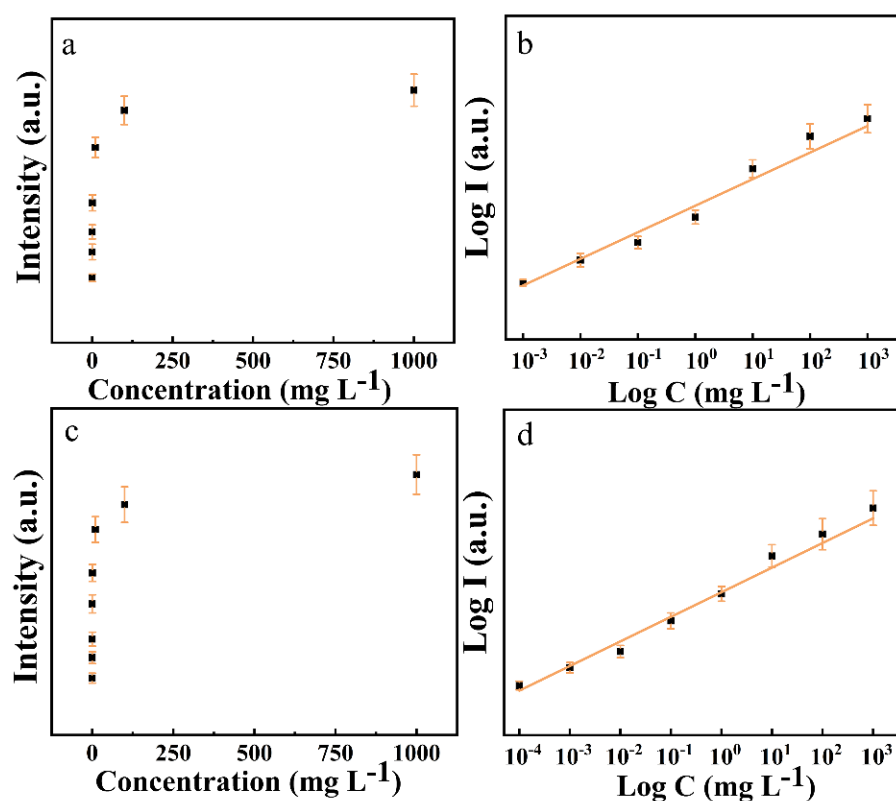 a
Intensity (a.u.)
0 250 500 750 1000
Concentration (mg L⁻¹)
b
Log I (a.u.)
10⁻³ 10⁻² 10⁻¹ 10⁰ 10¹ 10² 10³
Log C (mg L⁻¹)
c
Intensity (a.u.)
0 250 500 750 1000
Concentration (mg L⁻¹)
d
Log I (a.u.)
10⁻⁴ 10⁻³ 10⁻² 10⁻¹ 10⁰ 10¹ 10² 10³
Log C (mg L⁻¹)